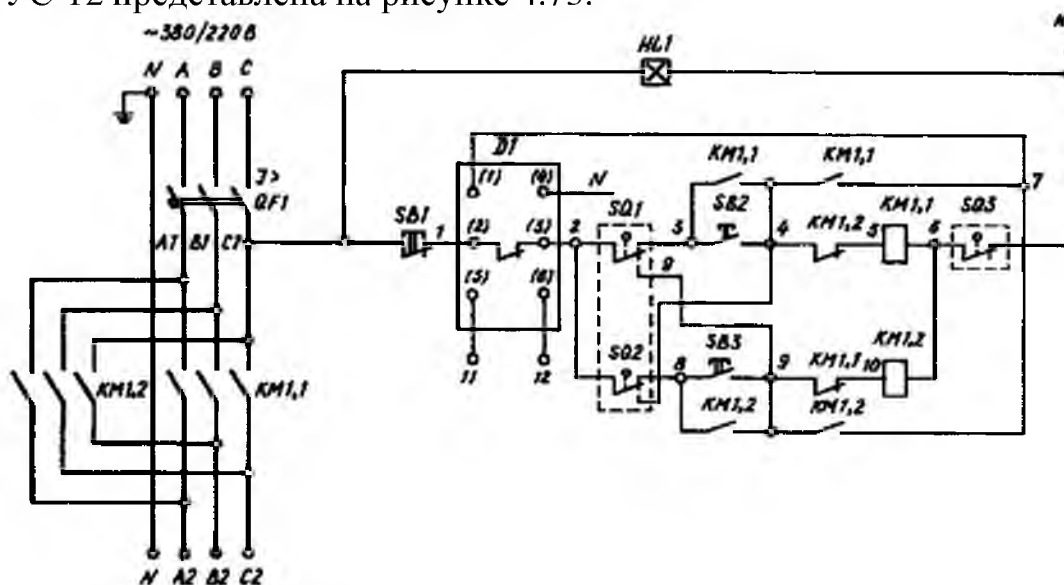 УС-12 представлена на рисунке 4.73.
~380/220В
N A B C
HL1
D1
(1) (4)
N
KM1,1 KM1,1
7
I>
QF1
SB1
1
(2) (3)
2
SQ1
3
SB2
4
KM1,2
5
KM1,1
6
SQ3
A1 B1 C1
9
(5) (6)
SQ2
8
SB3
9
KM1,1
10
KM1,2
11 12
KM1,2 KM1,2
KM1,2 KM1,1
N A2 B2 C2